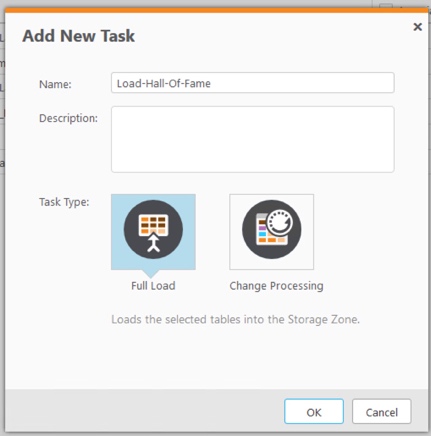 Add New Task
Name:
Load-Hall-Of-Fame
Description:
Task Type:
Full Load
Change Processing
Loads the selected tables into the Storage Zone.
OK
Cancel